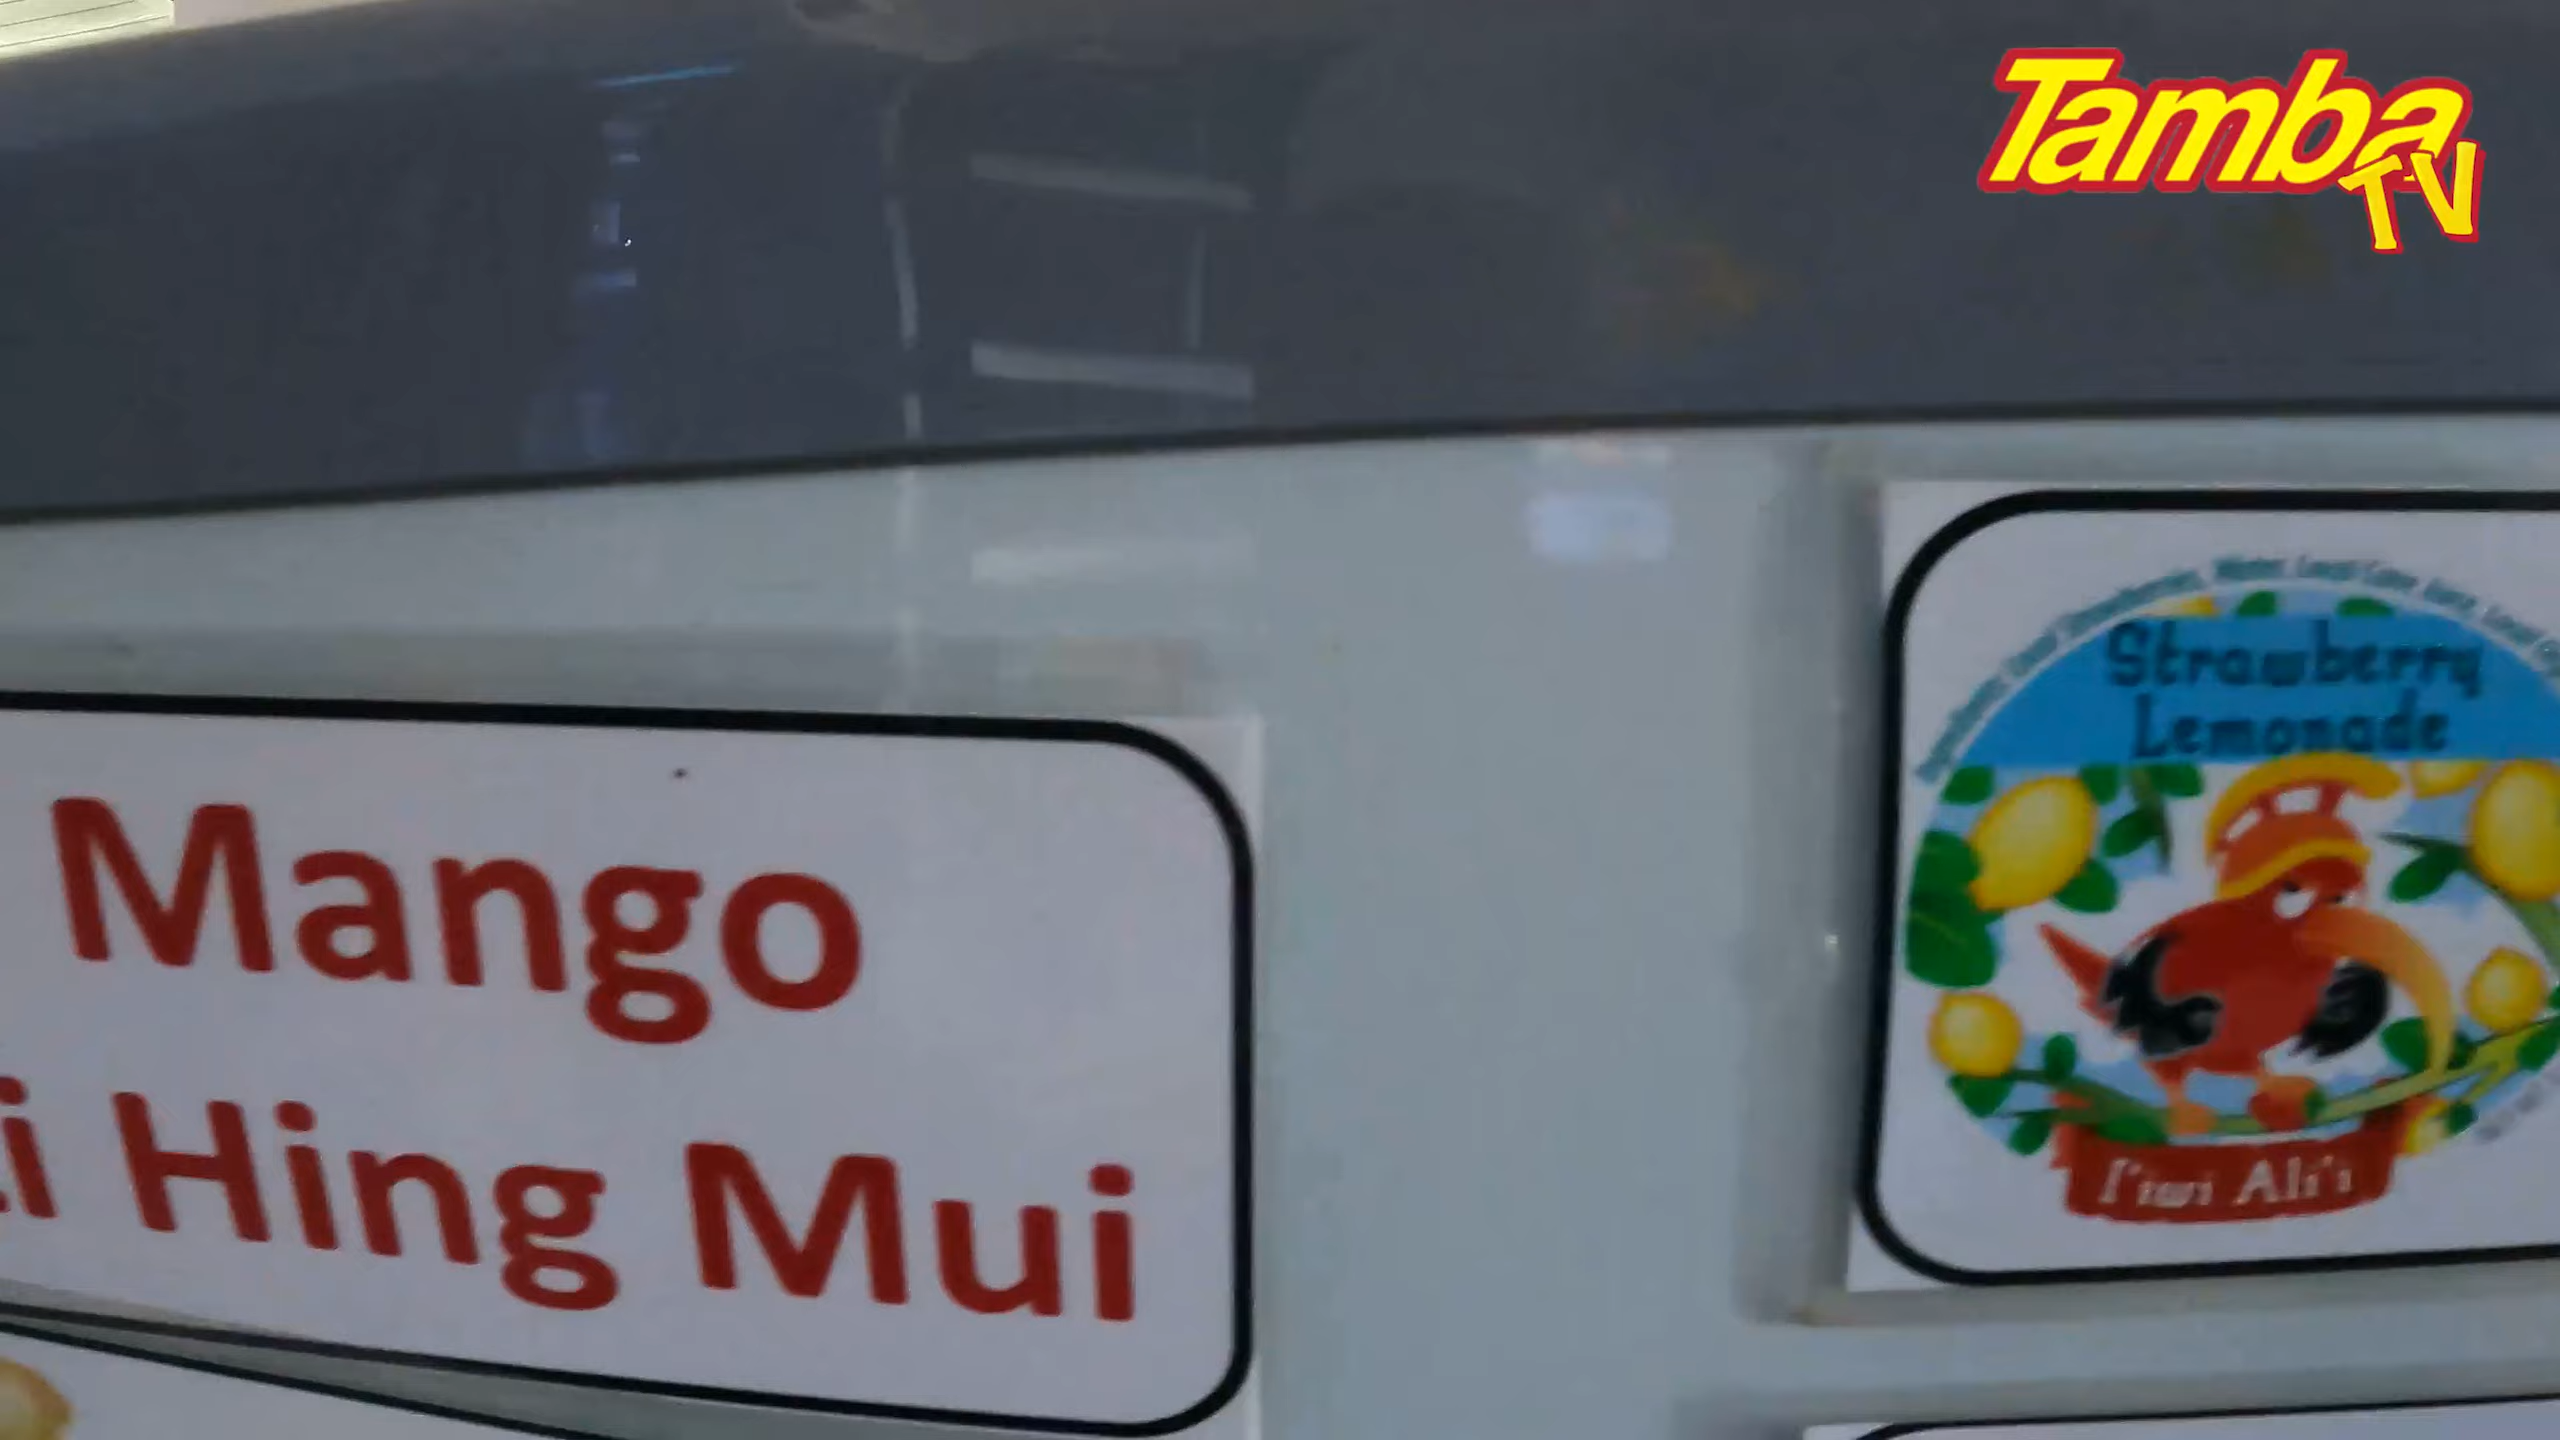 Tamba
TV
Mango
i Hing Mui
Strawberry
Lemonade
I'iwi Ali'i